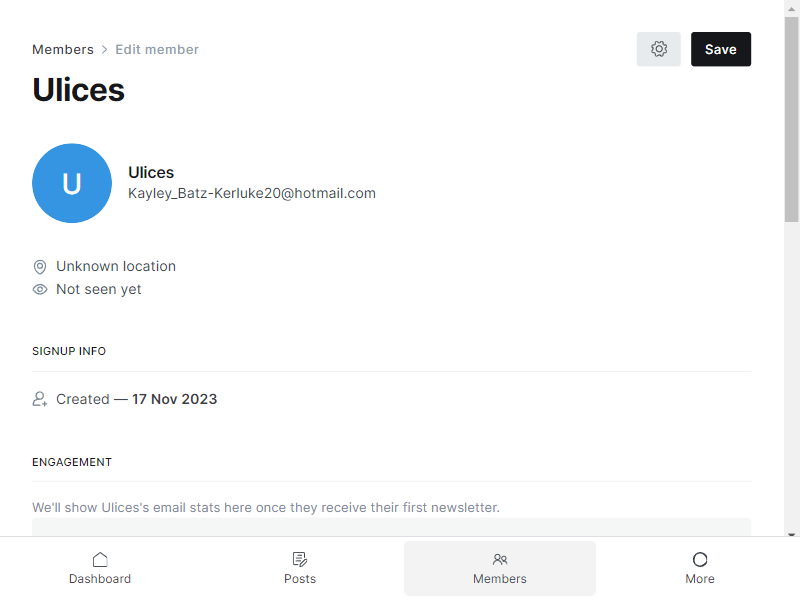 Members > Edit member
Save
Ulices
U
Ulices
Kayley_Batz-Kerluke20@hotmail.com
Unknown location
Not seen yet
SIGNUP INFO
Created — 17 Nov 2023
ENGAGEMENT
We'll show Ulices's email stats here once they receive their first newsletter.
Dashboard
Posts
Members
More